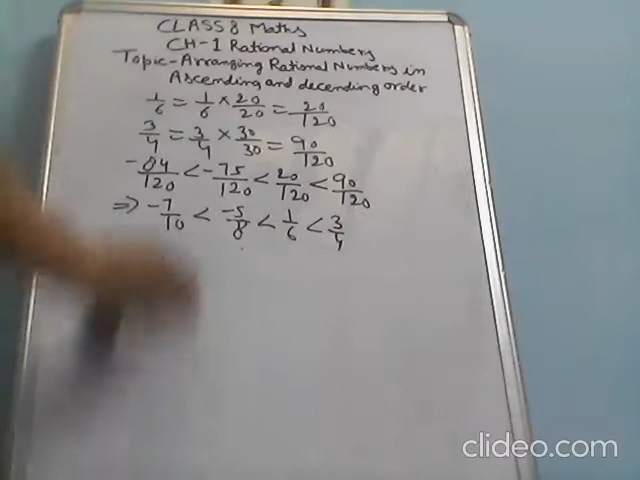 CLASS 8 Maths
CH-1 Rational Numbers
Topic-Arranging Rational Numbers in
Ascending and decending order
1/6 = 1/6 × 20/20 = 20/120
3/4 = 3/4 × 30/30 = 90/120
-84/120 < -75/120 < 20/120 < 90/120
⇒ -7/10 < -5/8 < 1/6 < 3/4
clideo.com